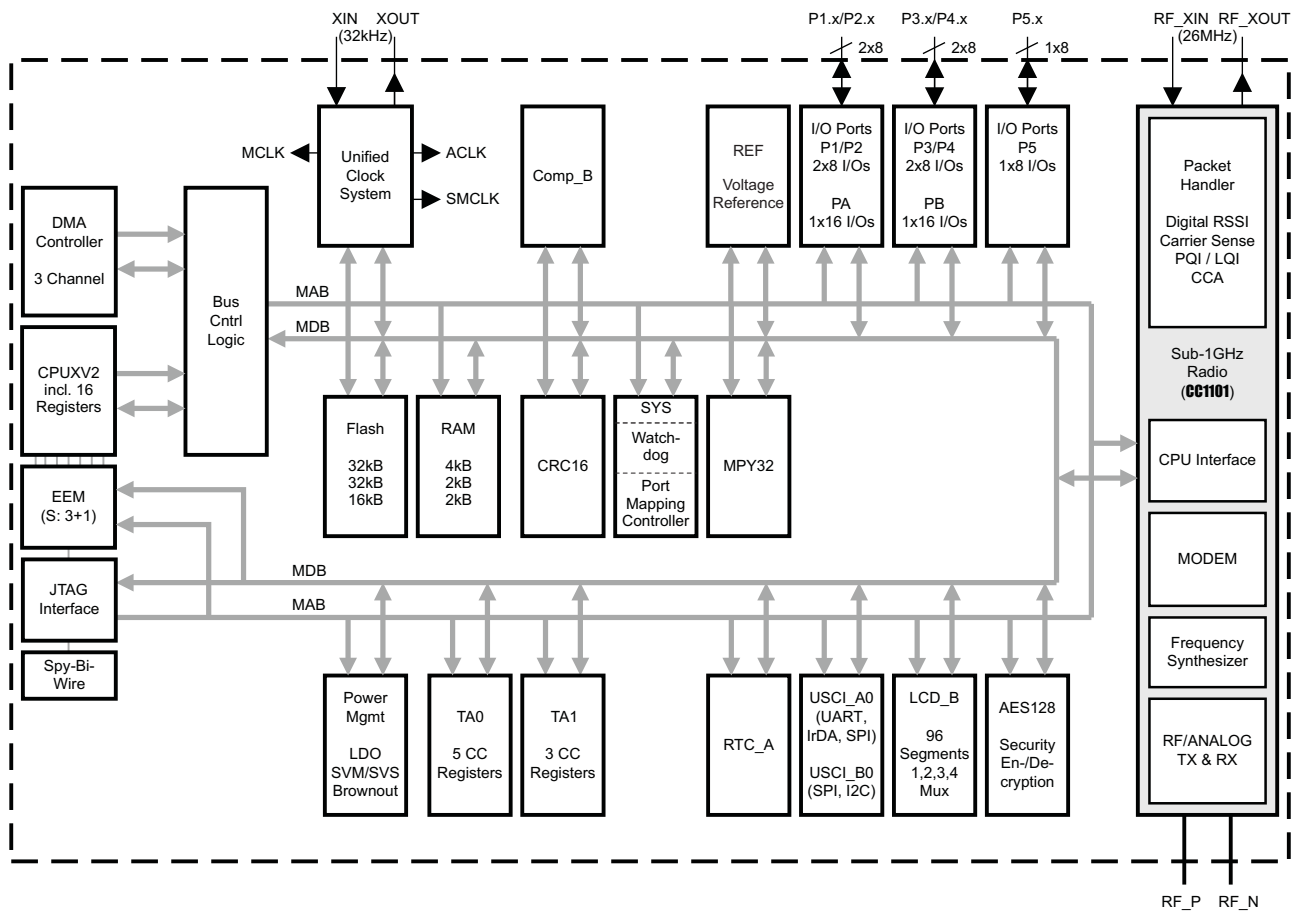 XIN XOUT
(32kHz)
P1.x/P2.x
2x8
P3.x/P4.x
2x8
P5.x
1x8
RF_XIN RF_XOUT
(26MHz)
MCLK
Unified
Clock
System
ACLK
SMCLK
Comp_B
REF
Voltage
Reference
I/O Ports
P1/P2
2x8 I/Os
PA
1x16 I/Os
I/O Ports
P3/P4
2x8 I/Os
PB
1x16 I/Os
I/O Ports
P5
1x8 I/Os
Packet
Handler
Digital RSSI
Carrier Sense
PQI / LQI
CCA
DMA
Controller
3 Channel
Bus
Cntrl
Logic
MAB
MDB
CPUXV2
incl. 16
Registers
Sub-1GHz
Radio
(CC1101)
Flash
32kB
32kB
16kB
RAM
4kB
2kB
2kB
CRC16
SYS
Watch-
dog
Port
Mapping
Controller
MPY32
CPU Interface
EEM
(S: 3+1)
MODEM
JTAG
Interface
MDB
MAB
Spy-Bi-
Wire
Frequency
Synthesizer
Power
Mgmt
LDO
SVM/SVS
Brownout
TA0
5 CC
Registers
TA1
3 CC
Registers
RTC_A
USCI_A0
(UART,
IrDA, SPI)
USCI_B0
(SPI, I2C)
LCD_B
96
Segments
1,2,3,4
Mux
AES128
Security
En-/De-
cryption
RF/ANALOG
TX & RX
RF_P RF_N